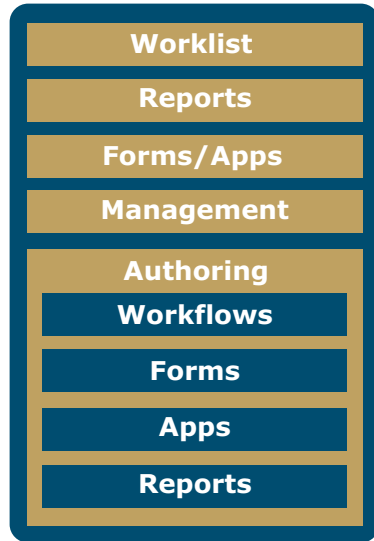 Worklist
Reports
Forms/Apps
Management
Authoring
Workflows
Forms
Apps
Reports